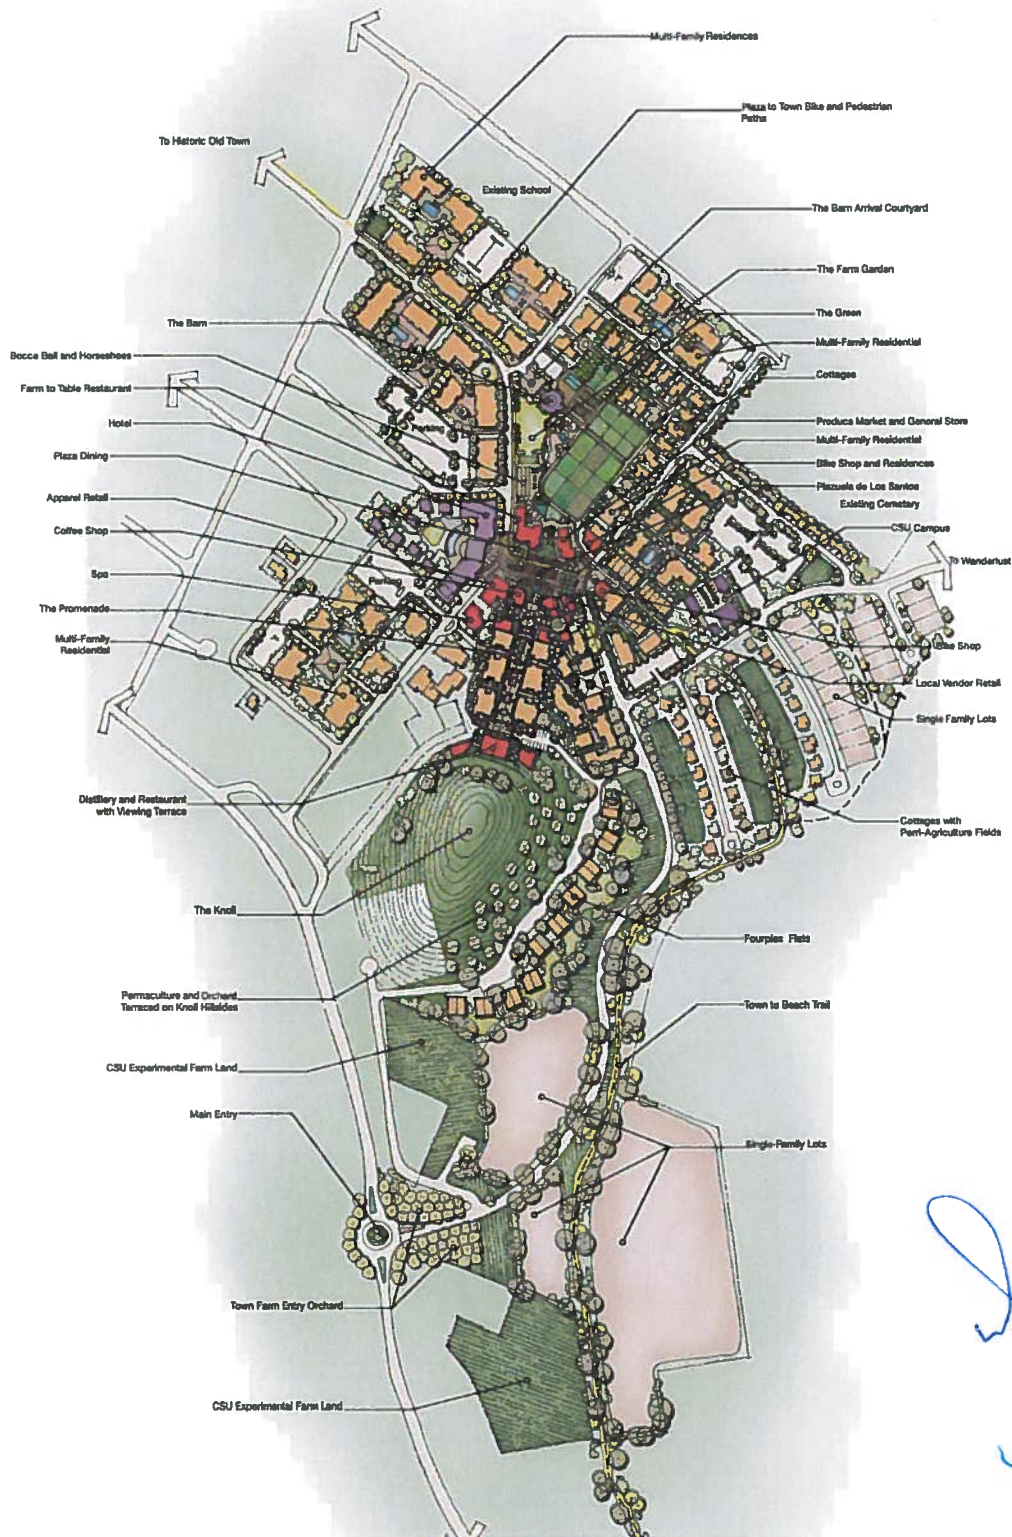 Multi-Family Residences
Plaza to Town Bike and Pedestrian
Paths
To Historic Old Town
Existing School
The Barn Arrival Courtyard
The Farm Garden
The Green
The Barn
Multi-Family Residential
Bocce Ball and Horseshoes
Cottages
Farm to Table Restaurant
Hotel
Parking
Produce Market and General Store
Multi-Family Residential
Plaza Dining
Bike Shop and Residences
Plazuela de Los Santos
Apparel Retail
Existing Cemetary
Coffee Shop
CSU Campus
To Wanderlust
Spa
Parking
The Promenade
Multi-Family
Residential
Bike Shop
Local Vendor Retail
Single Family Lots
Distillery and Restaurant
with Viewing Terrace
Cottages with
Perri-Agriculture Fields
The Knoll
Fourplex Flats
Permaculture and Orchard
Terraced on Knoll Hillsides
Town to Beach Trail
CSU Experimental Farm Land
Main Entry
Single-Family Lots
Town Farm Entry Orchard
CSU Experimental Farm Land